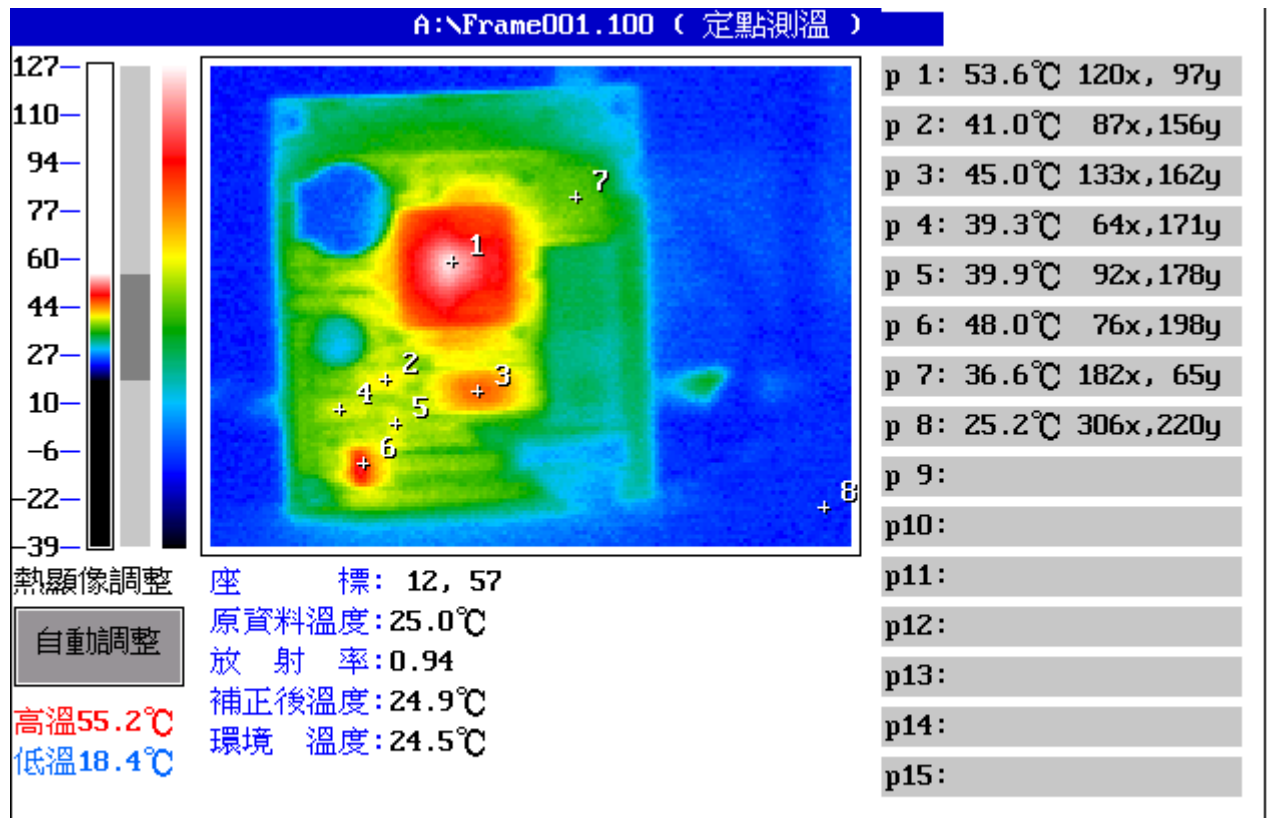 A:\Frame001.100 ( 定點測溫 )
127
110
94
77
60
44
27
10
-6
-22
-39
熱顯像調整
自動調整
高溫55.2℃
低溫18.4℃
1
2
3
4
5
6
7
8
座 標: 12, 57
原資料溫度:25.0℃
放 射 率:0.94
補正後溫度:24.9℃
環境 溫度:24.5℃
p 1: 53.6℃ 120x, 97y
p 2: 41.0℃ 87x,156y
p 3: 45.0℃ 133x,162y
p 4: 39.3℃ 64x,171y
p 5: 39.9℃ 92x,178y
p 6: 48.0℃ 76x,198y
p 7: 36.6℃ 182x, 65y
p 8: 25.2℃ 306x,220y
p 9:
p10:
p11:
p12:
p13:
p14:
p15: